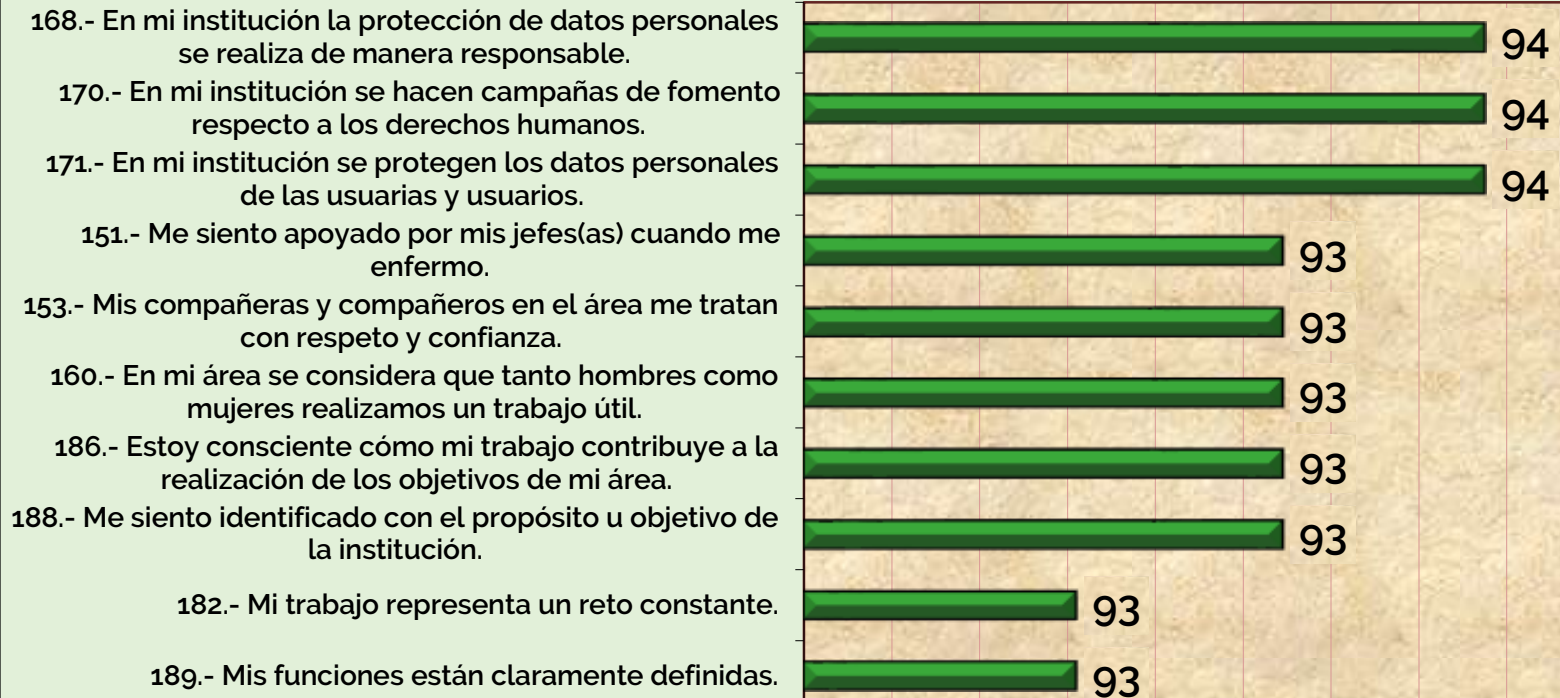 168.- En mi institución la protección de datos personales
se realiza de manera responsable.
94
170.- En mi institución se hacen campañas de fomento
respecto a los derechos humanos.
94
171.- En mi institución se protegen los datos personales
de las usuarias y usuarios.
94
151.- Me siento apoyado por mis jefes(as) cuando me
enfermo.
93
153.- Mis compañeras y compañeros en el área me tratan
con respeto y confianza.
93
160.- En mi área se considera que tanto hombres como
mujeres realizamos un trabajo útil.
93
186.- Estoy consciente cómo mi trabajo contribuye a la
realización de los objetivos de mi área.
93
188.- Me siento identificado con el propósito u objetivo de
la institución.
93
182.- Mi trabajo representa un reto constante.
93
189.- Mis funciones están claramente definidas.
93